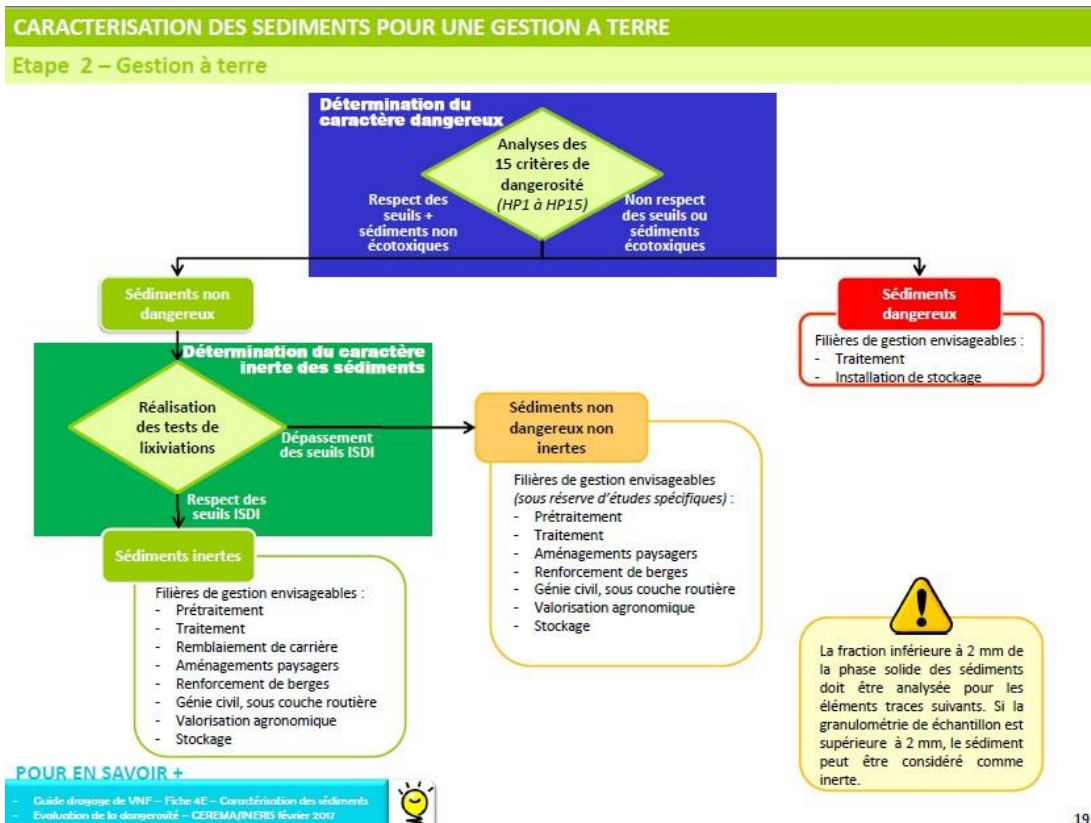 CARACTERISATION DES SEDIMENTS POUR UNE GESTION A TERRE
Etape 2 – Gestion à terre
Détermination du
caractère dangereux
Analyses des
15 critères de
dangerosité
(HP1 à HP15)
Respect des
seuils +
sédiments non
écotoxiques
Non respect
des seuils ou
sédiments
écotoxiques
Sédiments non
dangereux
Sédiments
dangereux
Filières de gestion envisageables :
- Traitement
- Installation de stockage
Détermination du caractère
inerte des sédiments
Réalisation
des tests de
lixiviations
Dépassement
des seuils ISDI
Respect des
seuils ISDI
Sédiments non
dangereux non
inertes
Filières de gestion envisageables
(sous réserve d'études spécifiques) :
- Prétraitement
- Traitement
- Aménagements paysagers
- Renforcement de berges
- Génie civil, sous couche routière
- Valorisation agronomique
- Stockage
Sédiments inertes
Filières de gestion envisageables :
- Prétraitement
- Traitement
- Remblaiement de carrière
- Aménagements paysagers
- Renforcement de berges
- Génie civil, sous couche routière
- Valorisation agronomique
- Stockage
La fraction inférieure à 2 mm de
la phase solide des sédiments
doit être analysée pour les
éléments traces suivants. Si la
granulométrie de échantillon est
supérieure à 2 mm, le sédiment
peut être considéré comme
inerte.
POUR EN SAVOIR +
- Guide dragage de VNF – Fiche 4E – Caractérisation des sédiments
- Evaluation de la dangerosité – CEREMA/INERIS février 2017
19